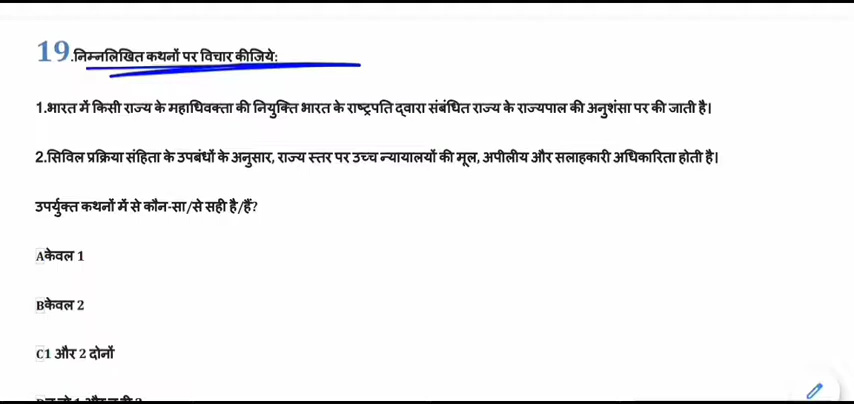 19.निम्नलिखित कथनों पर विचार कीजिये:
1.भारत में किसी राज्य के महाधिवक्ता की नियुक्ति भारत के राष्ट्रपति द्वारा संबंधित राज्य के राज्यपाल की अनुशंसा पर की जाती है।
2.सिविल प्रक्रिया संहिता के उपबंधों के अनुसार, राज्य स्तर पर उच्च न्यायालयों की मूल, अपीलीय और सलाहकारी अधिकारिता होती है।
उपर्युक्त कथनों में से कौन-सा/से सही है/हैं?
Aकेवल 1
Bकेवल 2
C1 और 2 दोनों